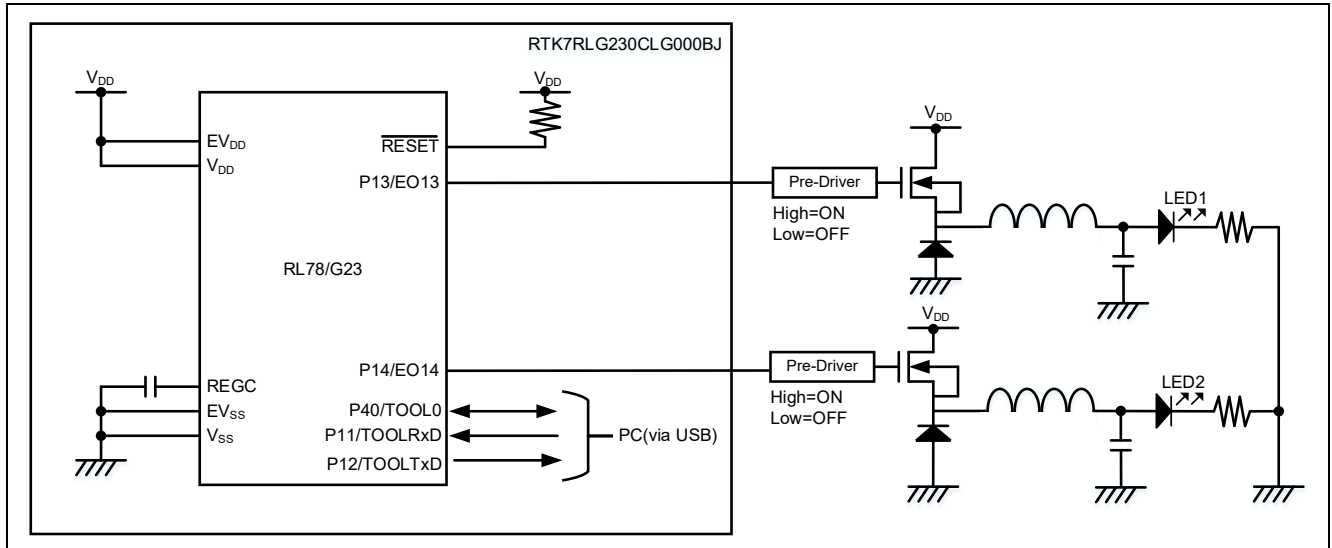 RTK7RLG230CLG000BJ
VDD
VDD
EVDD
VDD
RESET
P13/EO13
RL78/G23
P14/EO14
REGC
EVSS
VSS
P40/TOOL0
P11/TOOLRxD
P12/TOOLTxD
PC(via USB)
VDD
Pre-Driver
High=ON
Low=OFF
LED1
VDD
Pre-Driver
High=ON
Low=OFF
LED2